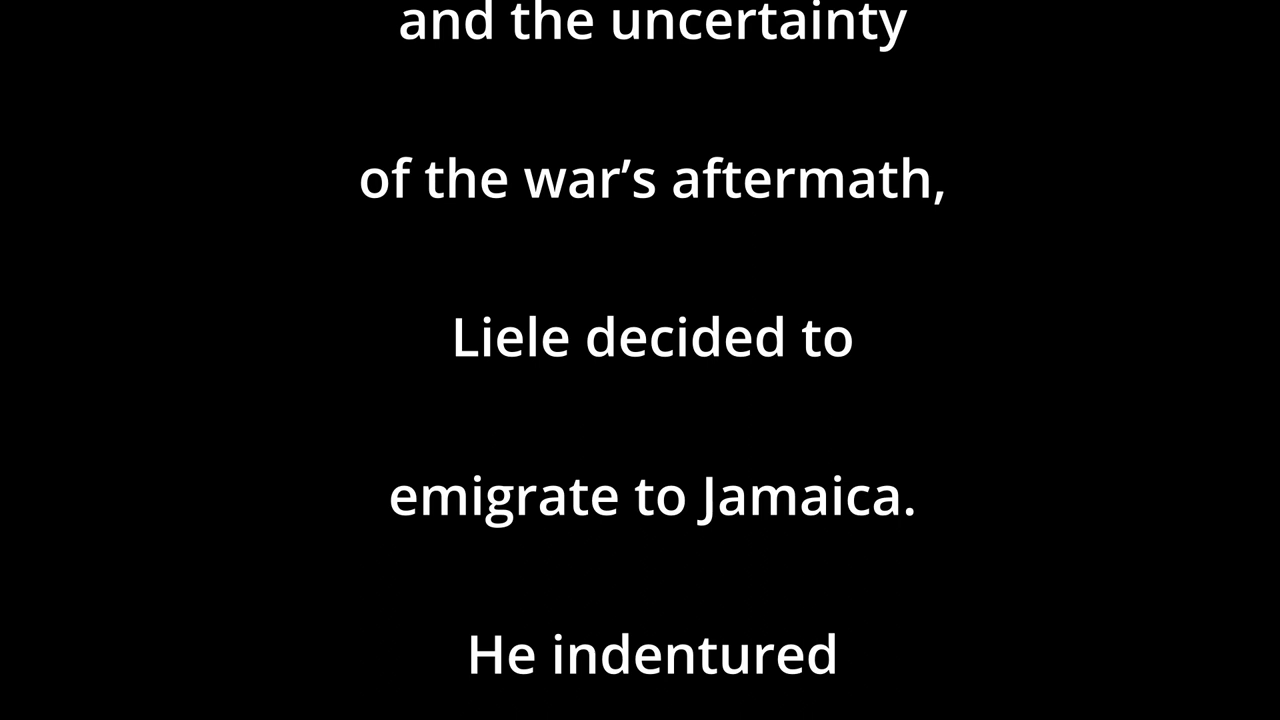 and the uncertainty
of the war’s aftermath,
Liele decided to
emigrate to Jamaica.
He indentured